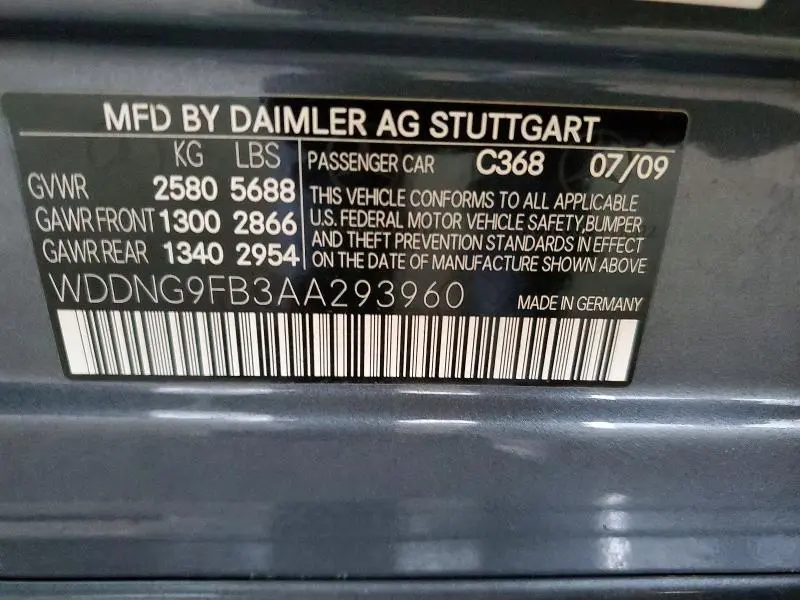 MFD BY DAIMLER AG STUTTGART
KG LBS
GVWR 2580 5688
GAWR FRONT 1300 2866
GAWR REAR 1340 2954
PASSENGER CAR C368 07/09
THIS VEHICLE CONFORMS TO ALL APPLICABLE
U.S. FEDERAL MOTOR VEHICLE SAFETY,BUMPER
AND THEFT PREVENTION STANDARDS IN EFFECT
ON THE DATE OF MANUFACTURE SHOWN ABOVE
WDDNG9FB3AA293960
MADE IN GERMANY